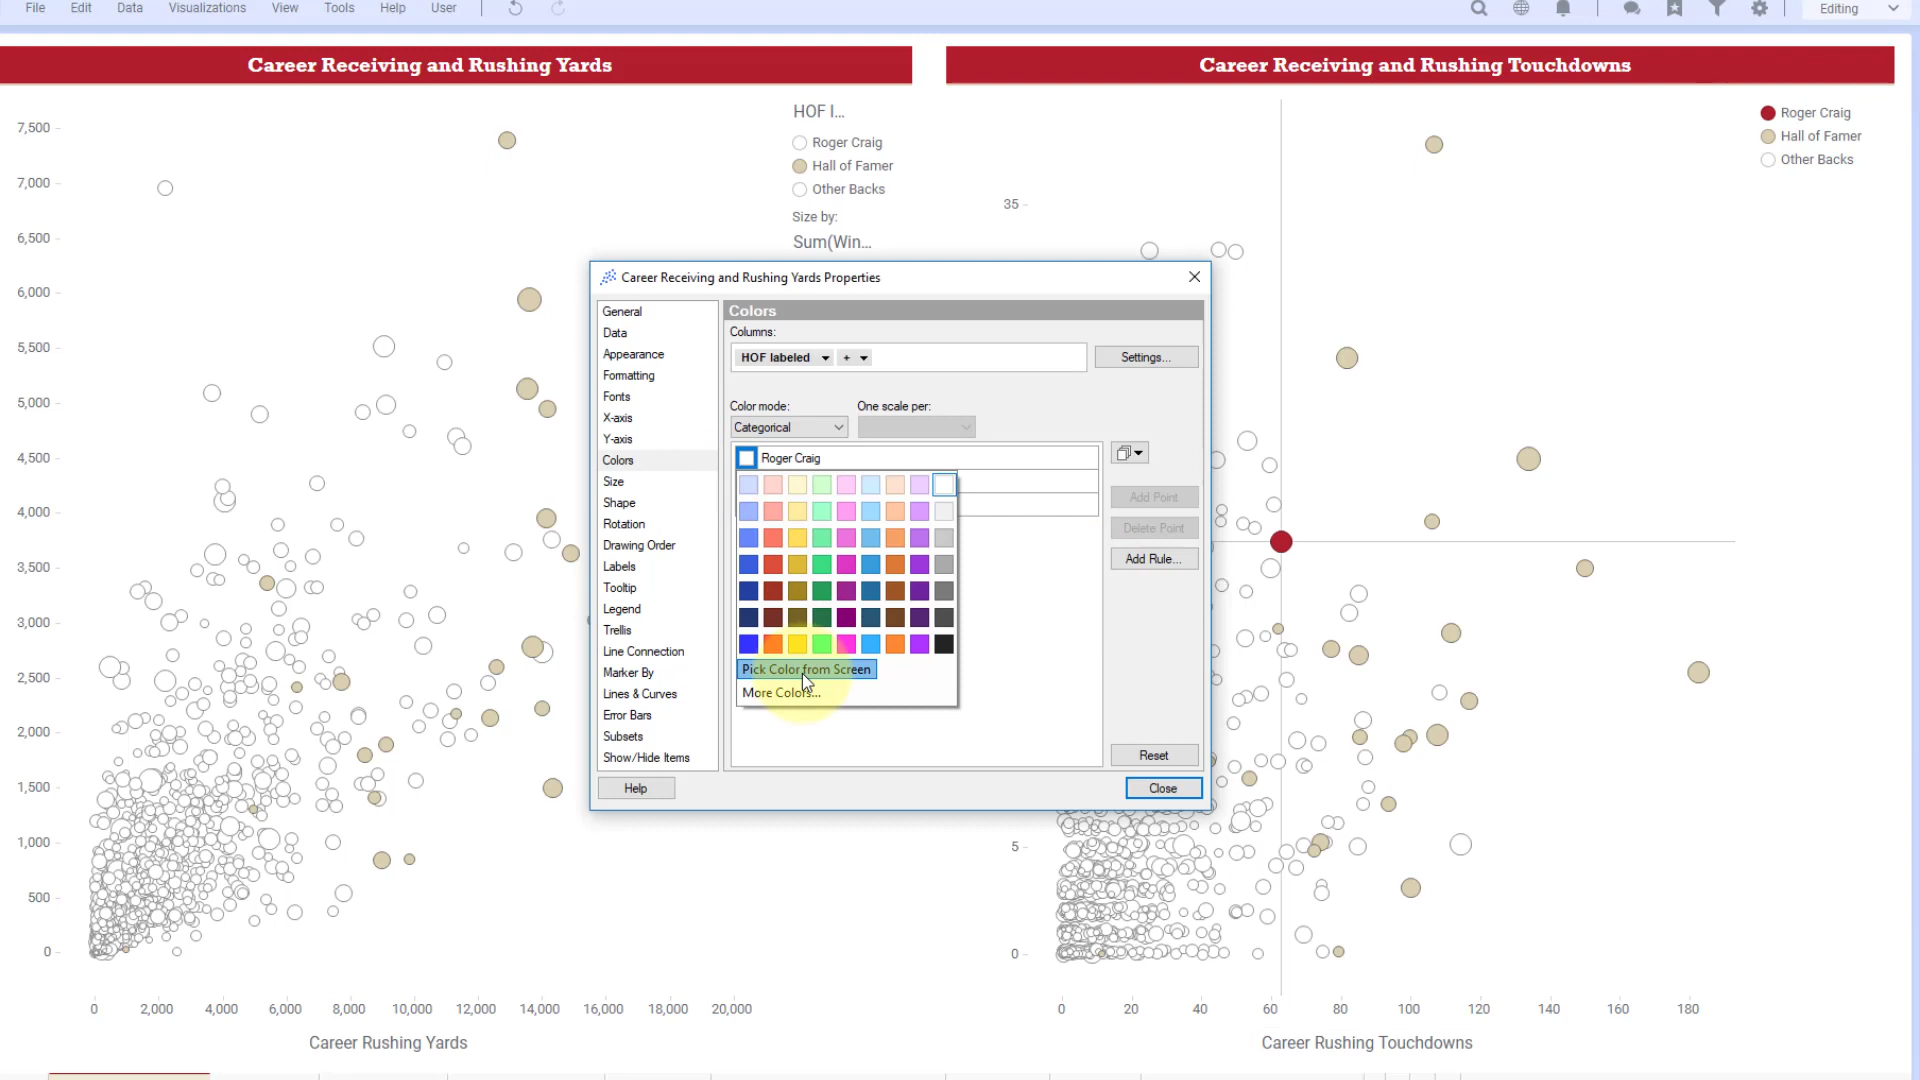 File Edit Data Visualizations View Tools Help User Editing
Career Receiving and Rushing Yards
Career Receiving and Rushing Touchdowns
7,500
7,000
6,500
6,000
5,500
5,000
4,500
4,000
3,500
3,000
2,500
2,000
1,500
1,000
500
0
0 2,000 4,000 6,000 8,000 10,000 12,000 14,000 16,000 18,000 20,000
Career Rushing Yards
HOF l...
Roger Craig
Hall of Famer
Other Backs
Size by:
Sum(Win...
Career Receiving and Rushing Yards Properties
General
Data
Appearance
Formatting
Fonts
X-axis
Y-axis
Colors
Size
Shape
Rotation
Drawing Order
Labels
Tooltip
Legend
Trellis
Line Connection
Marker By
Lines & Curves
Error Bars
Subsets
Show/Hide Items
Colors
Columns:
HOF labeled +
Settings...
Color mode: One scale per:
Categorical
Roger Craig
Pick Color from Screen
More Colors...
Add Point
Delete Point
Add Rule...
Reset
Help
Close
Roger Craig
Hall of Famer
Other Backs
35
5
0
0 20 40 60 80 100 120 140 160 180
Career Rushing Touchdowns